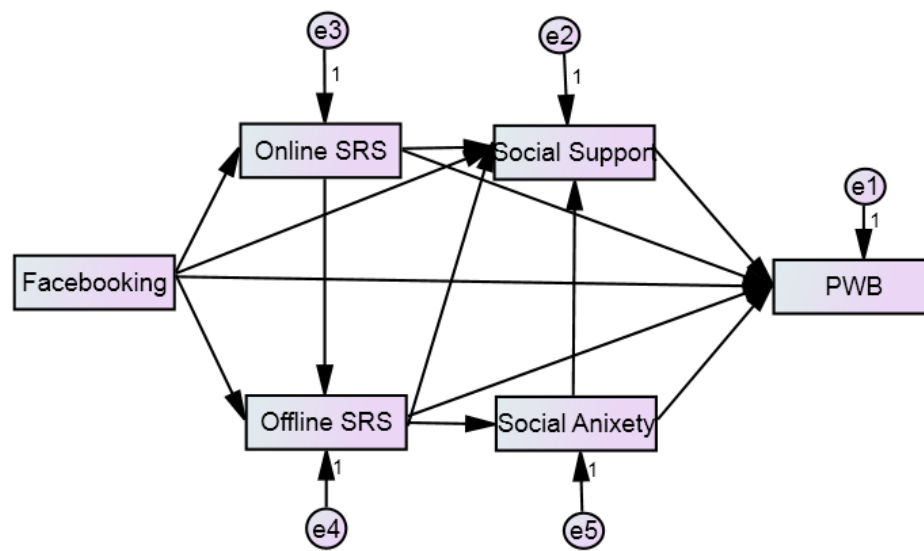 e3
e2
1
1
Online SRS
Social Support
e1
1
Facebooking
PWB
Offline SRS
Social Anixety
1
1
e4
e5